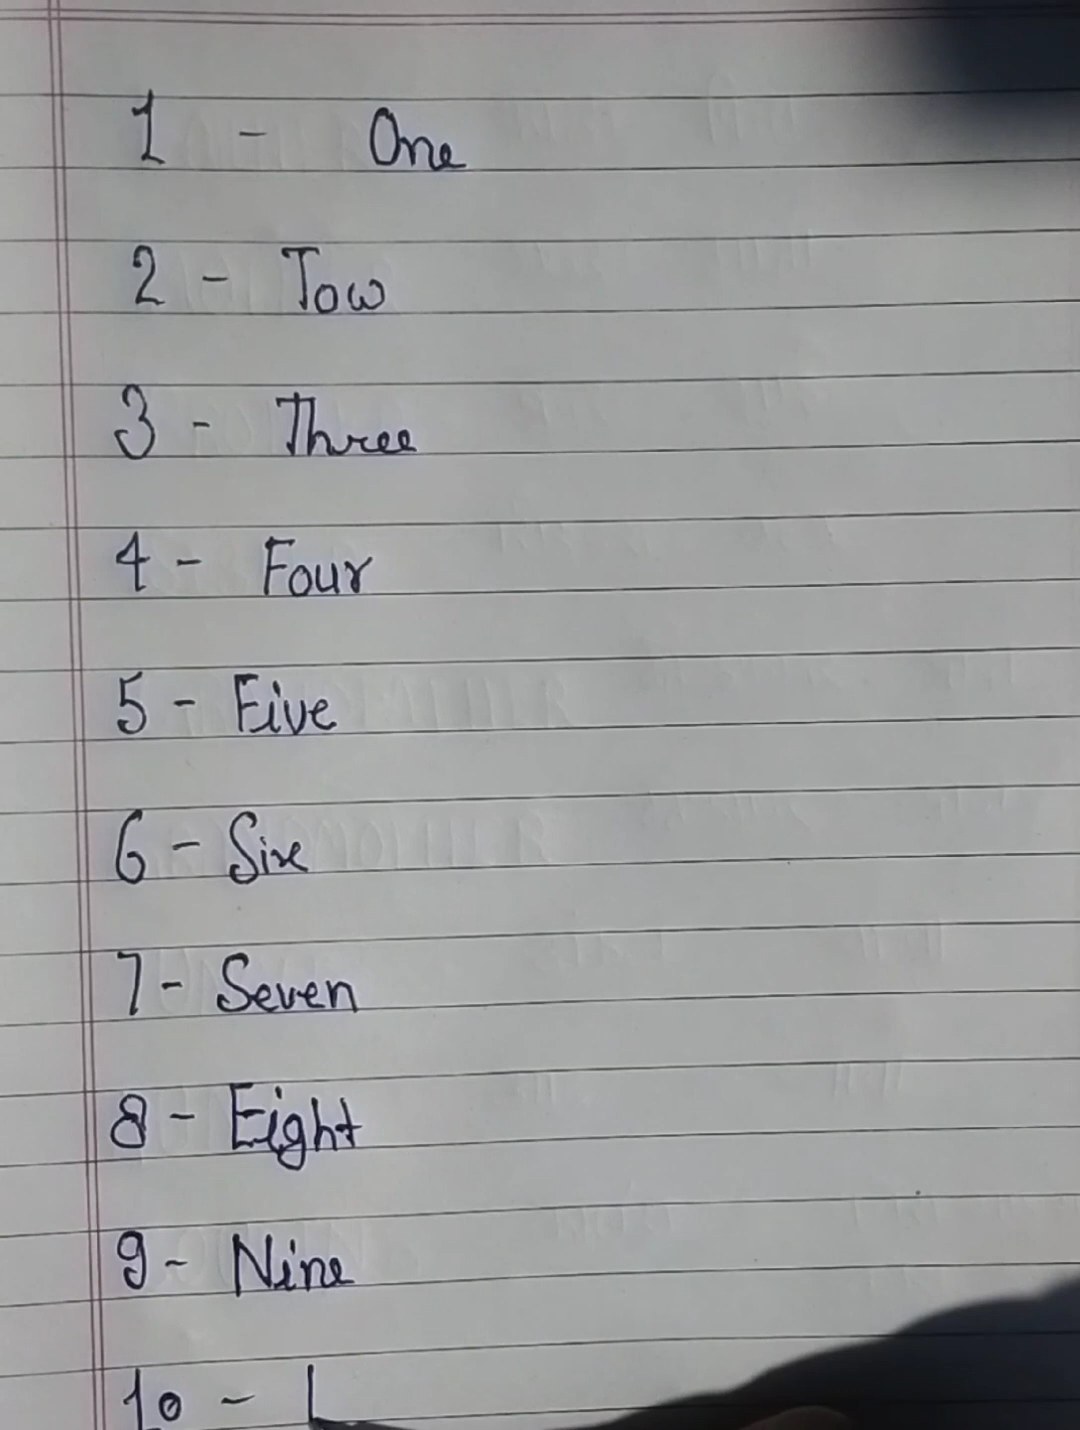 1 - One
2 - Tow
3 - Three
4 - Four
5 - Five
6 - Six
7 - Seven
8 - Eight
9 - Nine
10 -